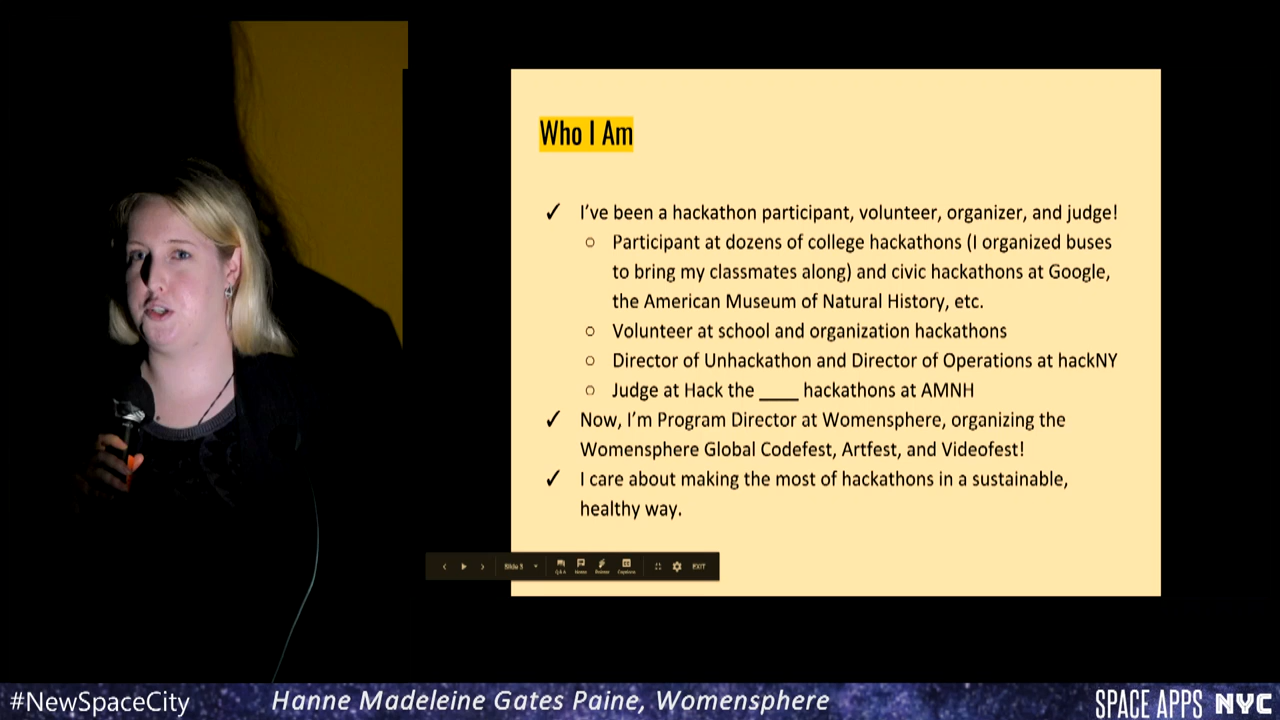 Who I Am
✓ I've been a hackathon participant, volunteer, organizer, and judge!
○ Participant at dozens of college hackathons (I organized buses
to bring my classmates along) and civic hackathons at Google,
the American Museum of Natural History, etc.
○ Volunteer at school and organization hackathons
○ Director of Unhackathon and Director of Operations at hackNY
○ Judge at Hack the ____ hackathons at AMNH
✓ Now, I'm Program Director at Womensphere, organizing the
Womensphere Global Codefest, Artfest, and Videofest!
✓ I care about making the most of hackathons in a sustainable,
healthy way.
Slide 5
Q&A Notes Captions
EXIT
#NewSpaceCity
Hanne Madeleine Gates Paine, Womensphere
SPACE APPS NYC